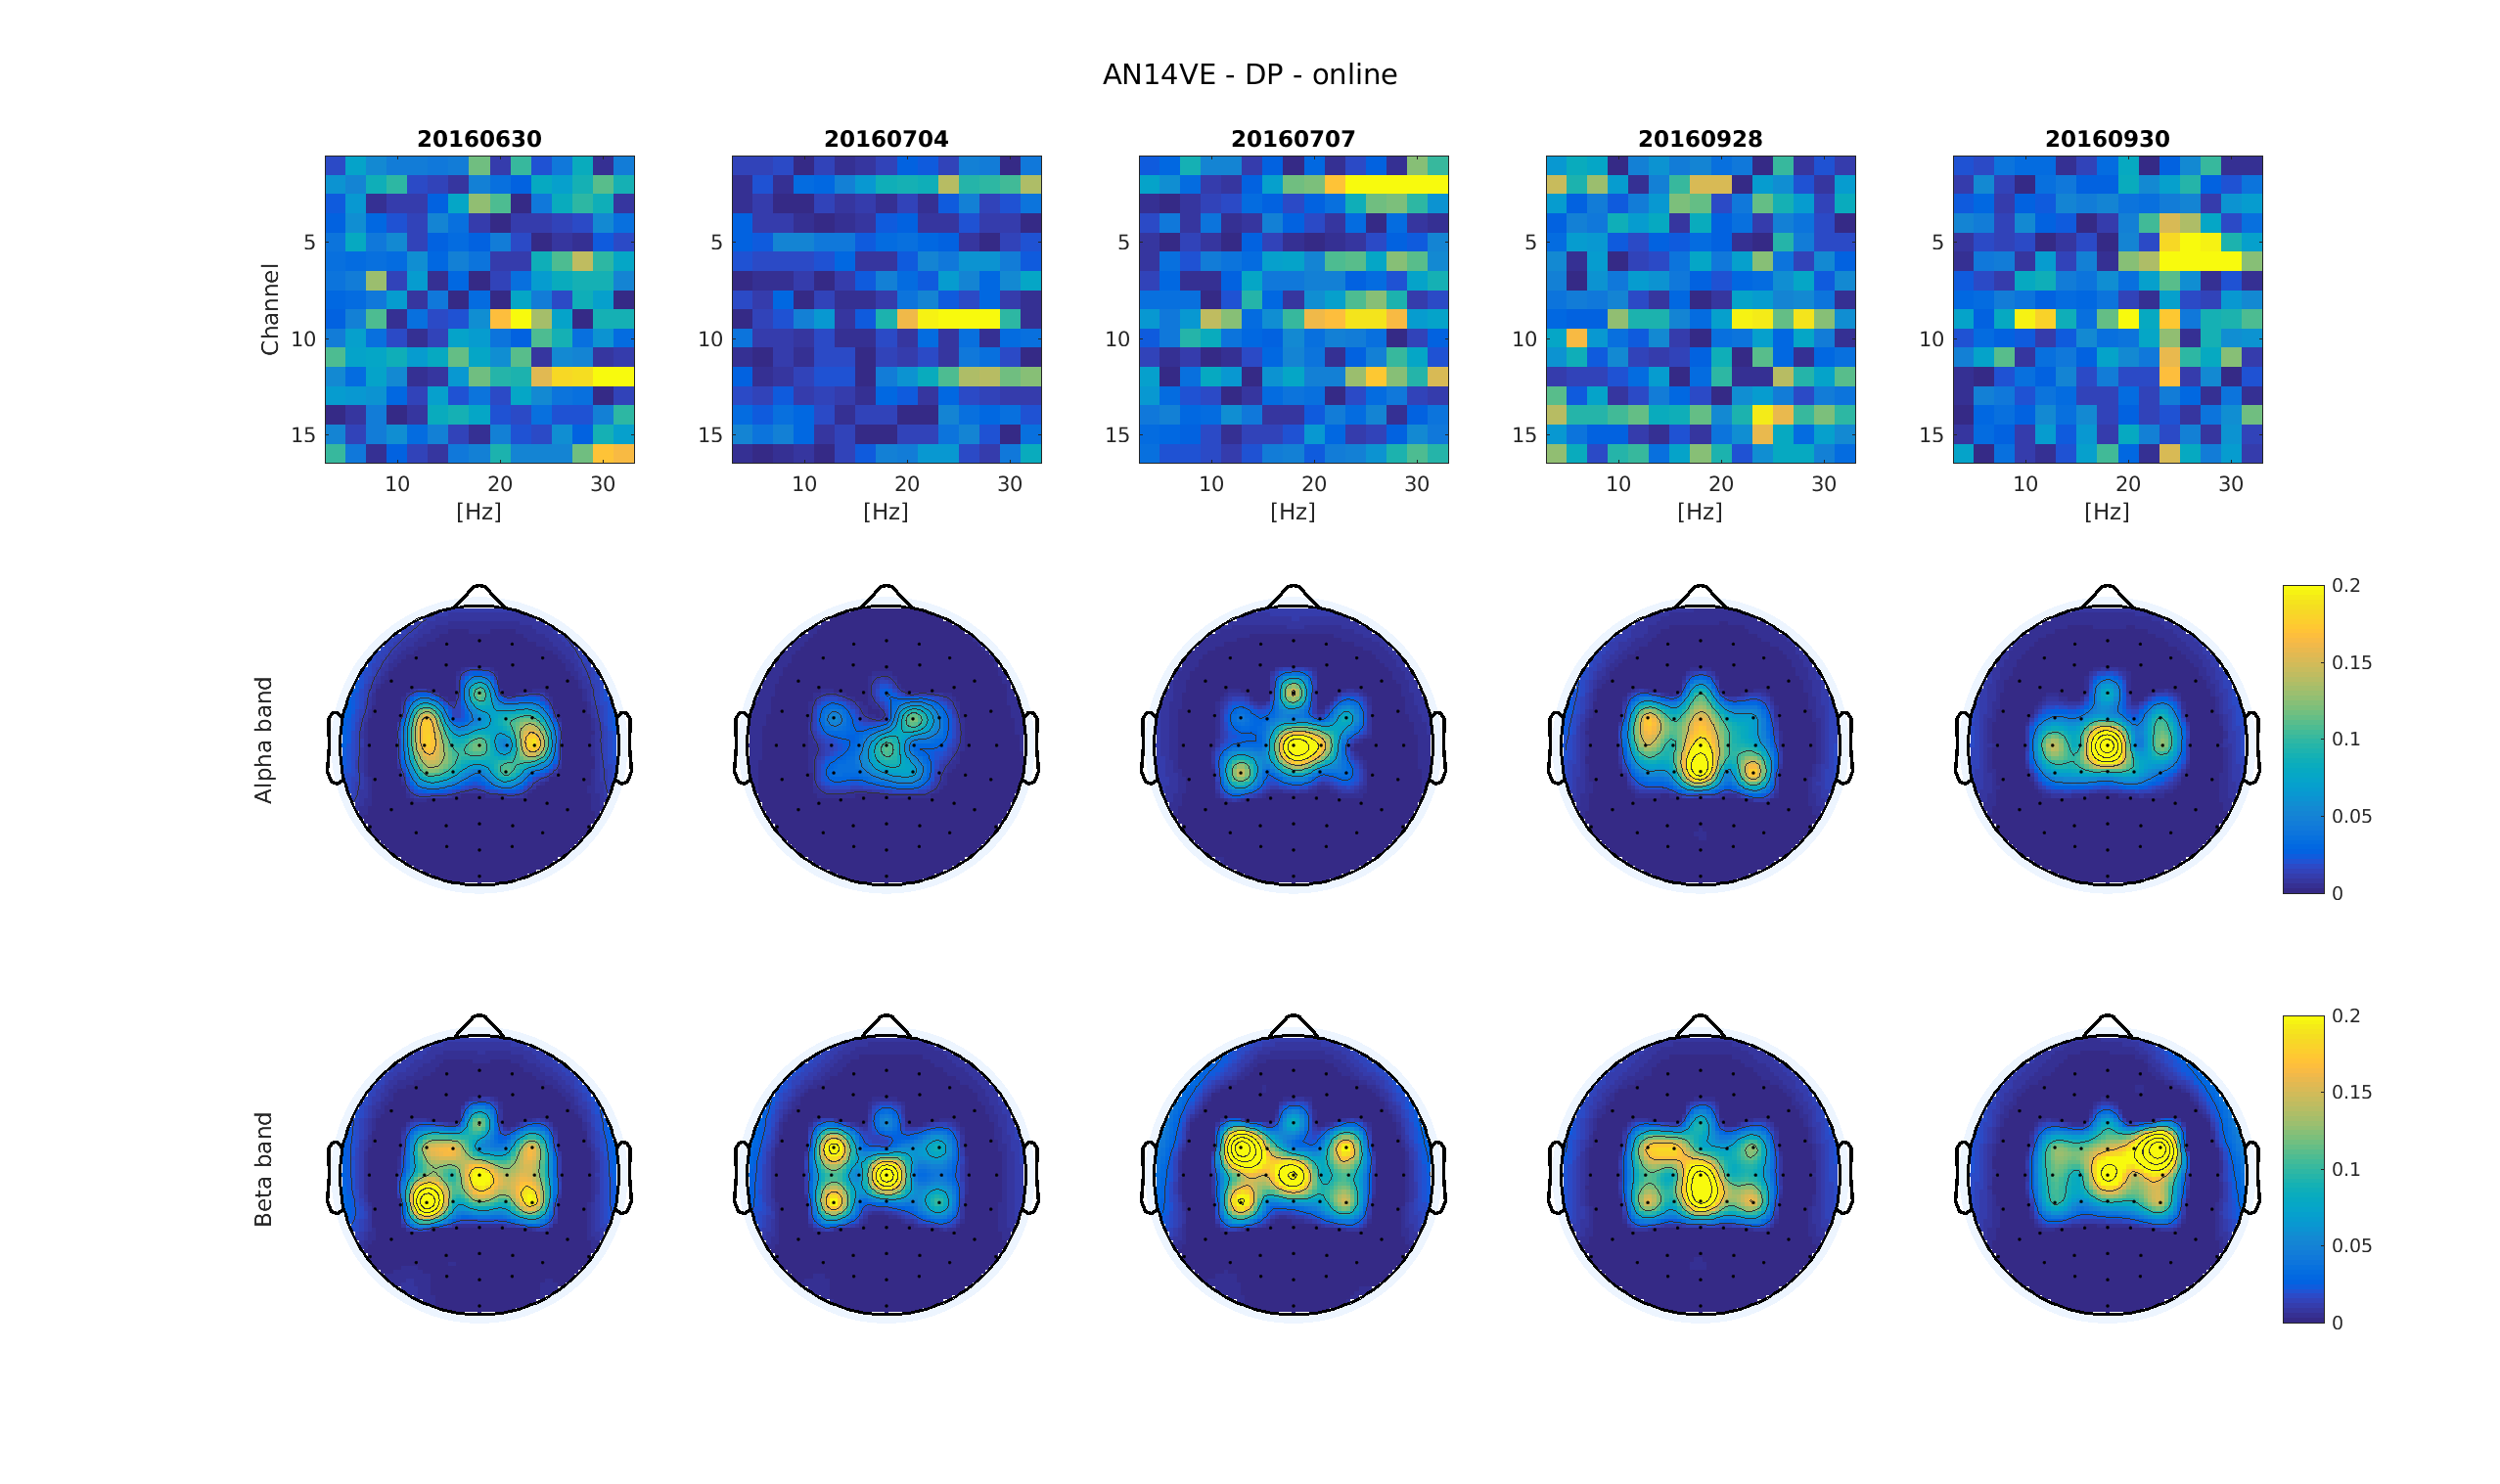 AN14VE - DP - online
20160630 20160704 20160707 20160928 20160930
Channel
5 5 5 5 5
10 10 10 10 10
15 15 15 15 15
10 20 30 10 20 30 10 20 30 10 20 30 10 20 30
[Hz] [Hz] [Hz] [Hz] [Hz]
Alpha band
0.2
0.15
0.1
0.05
0
Beta band
0.2
0.15
0.1
0.05
0